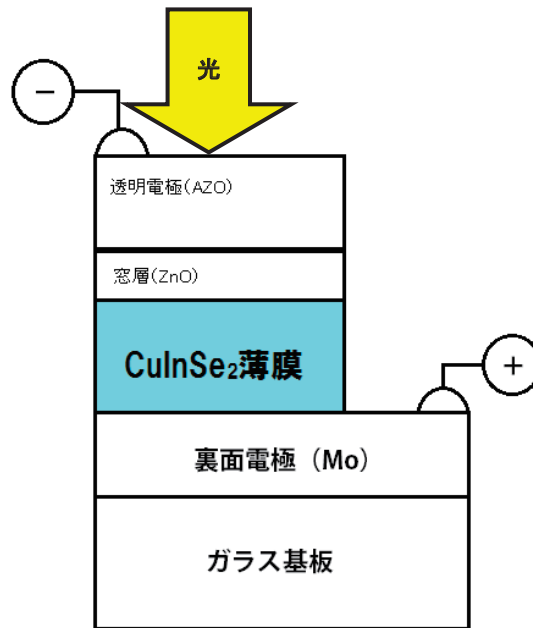 光
−
透明電極(AZO)
窓層(ZnO)
CuInSe₂薄膜
+
裏面電極（Mo）
ガラス基板